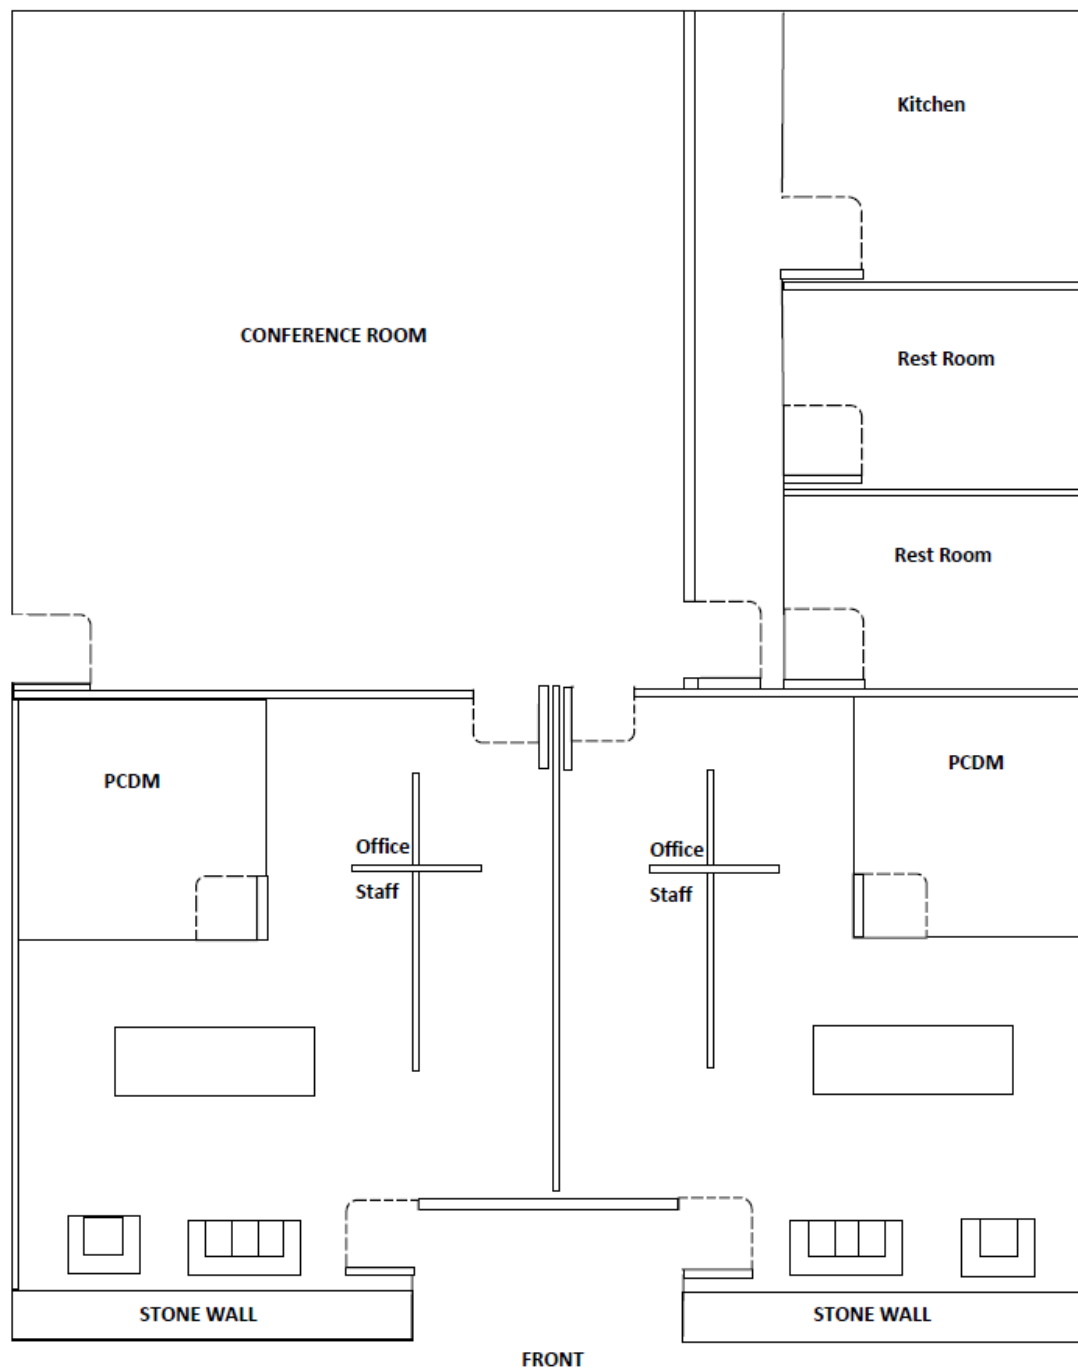 Kitchen
CONFERENCE ROOM
Rest Room
Rest Room
PCDM
PCDM
Office
Staff
Office
Staff
STONE WALL
STONE WALL
FRONT